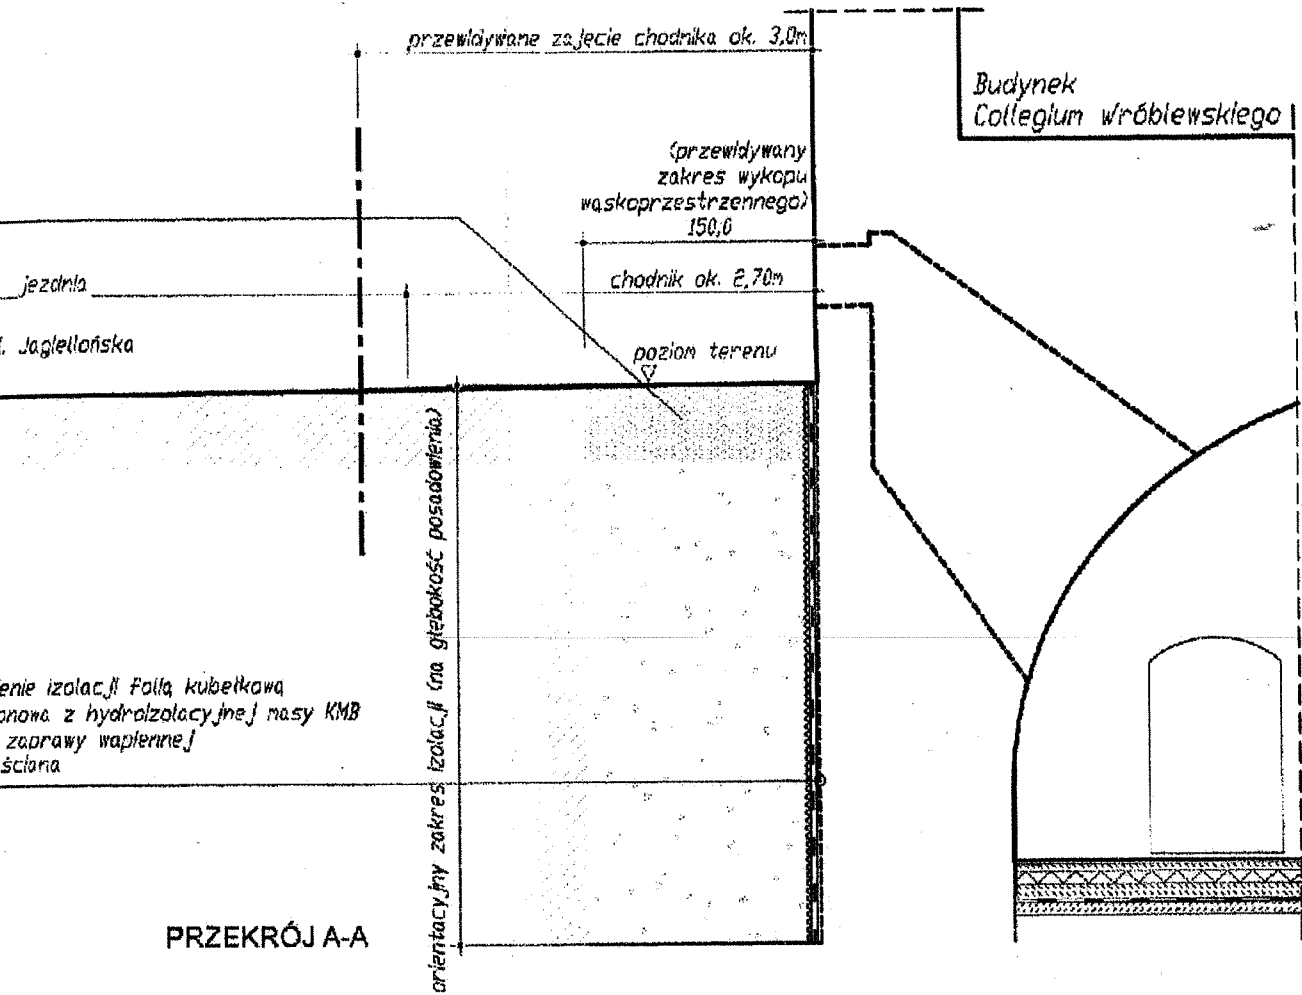 przewidywane zajęcie chodnika ok. 3,0m
Budynek
Collegium Wróblewskiego
(przewidywany
zakres wykopu
wąskoprzestrzennego)
150,0
jezdnia
chodnik ok. 2,70m
Jagiellońska
poziom terenu
orientacyjny zakres izolacji (na głębokość posadowienia)
enie izolacji folią kubełkową
onowa z hydroizolacyjnej masy KMB
zaprawy wapiennej
ściana
PRZEKRÓJ A-A